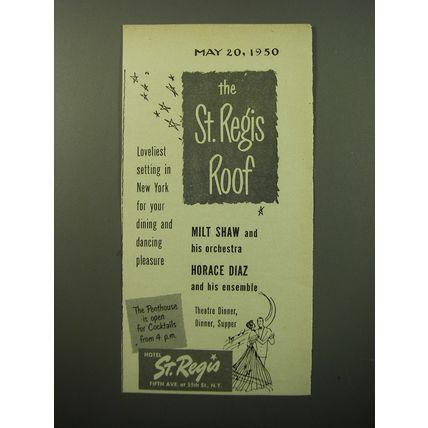 MAY 20, 1950
the
St. Regis
Roof
Loveliest
setting in
New York
for your
dining and
dancing
pleasure
MILT SHAW and
his orchestra
HORACE DIAZ
and his ensemble
Theatre Dinner,
Dinner, Supper
The Penthouse
is open
for Cocktails
from 4 p.m.
HOTEL
St. Regis
FIFTH AVE. at 55th St., N.Y.